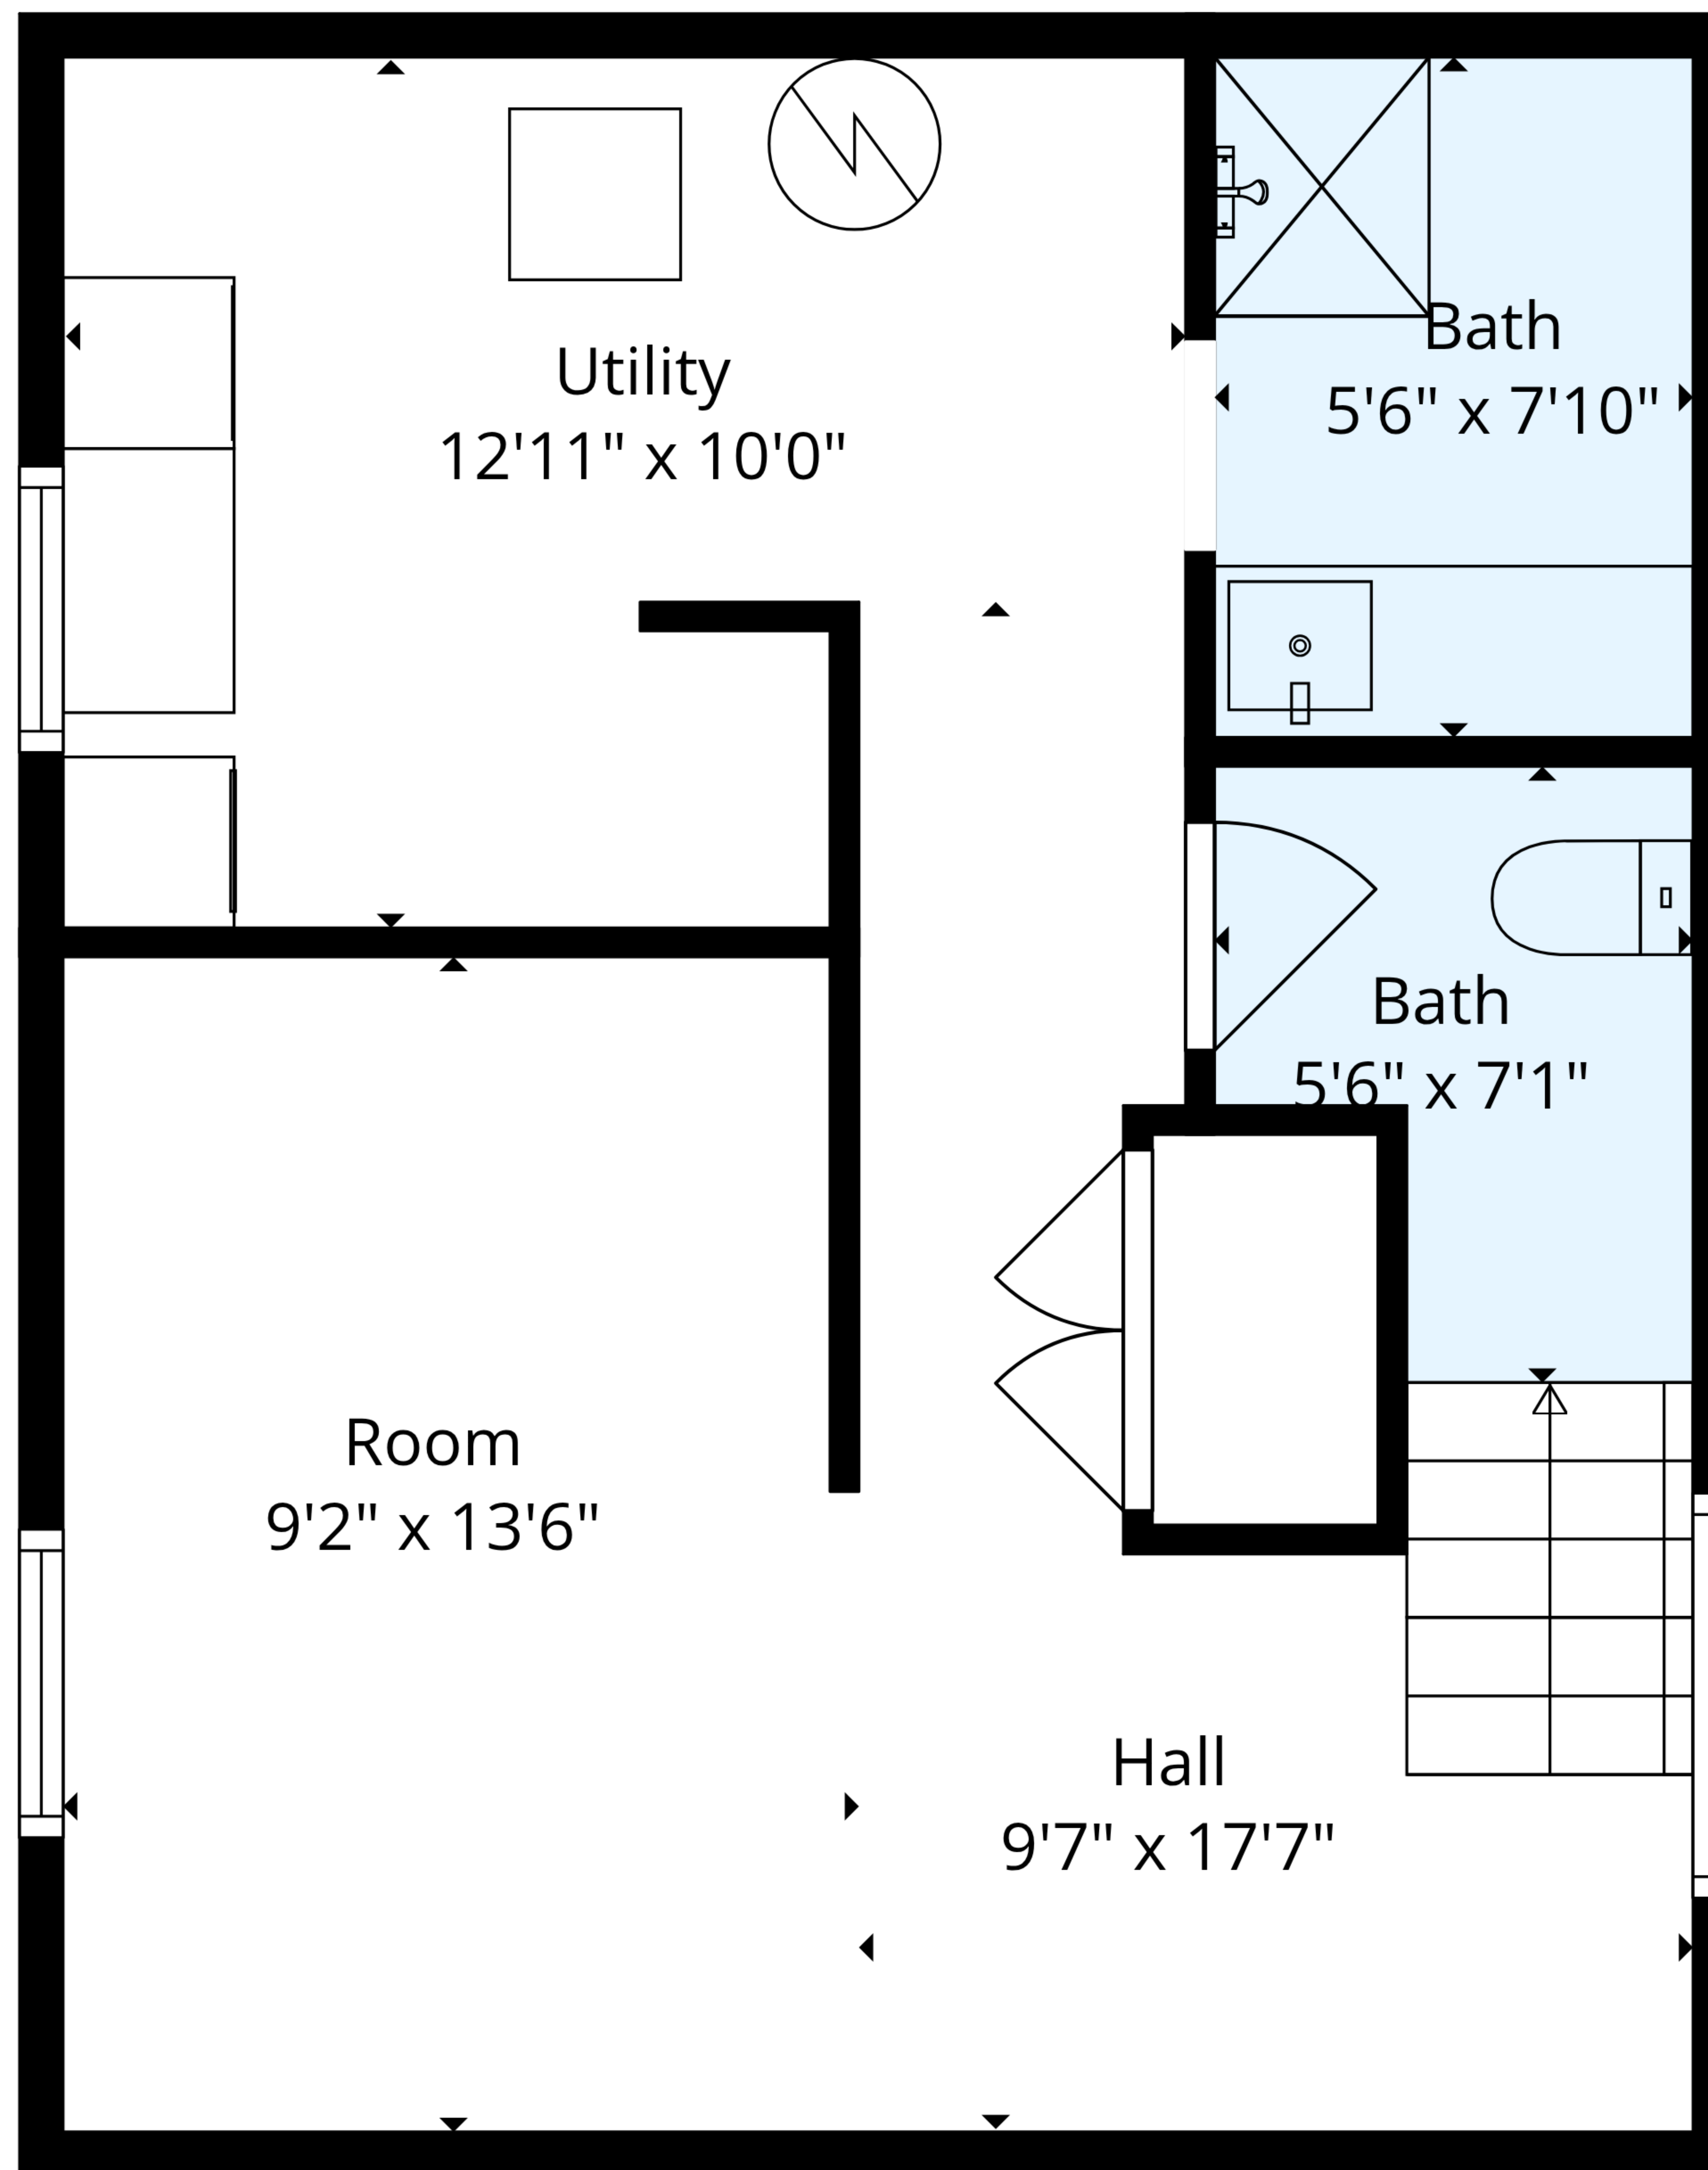 Utility
12'11" x 10'0"
Bath
5'6" x 7'10"
Bath
5'6" x 7'1"
Room
9'2" x 13'6"
Hall
9'7" x 17'7"